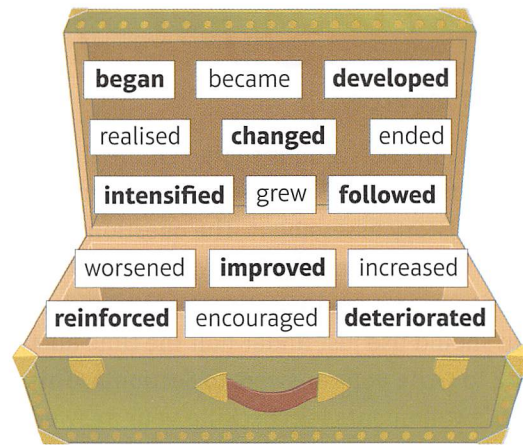 began became developed
realised changed ended
intensified grew followed
worsened improved increased
reinforced encouraged deteriorated